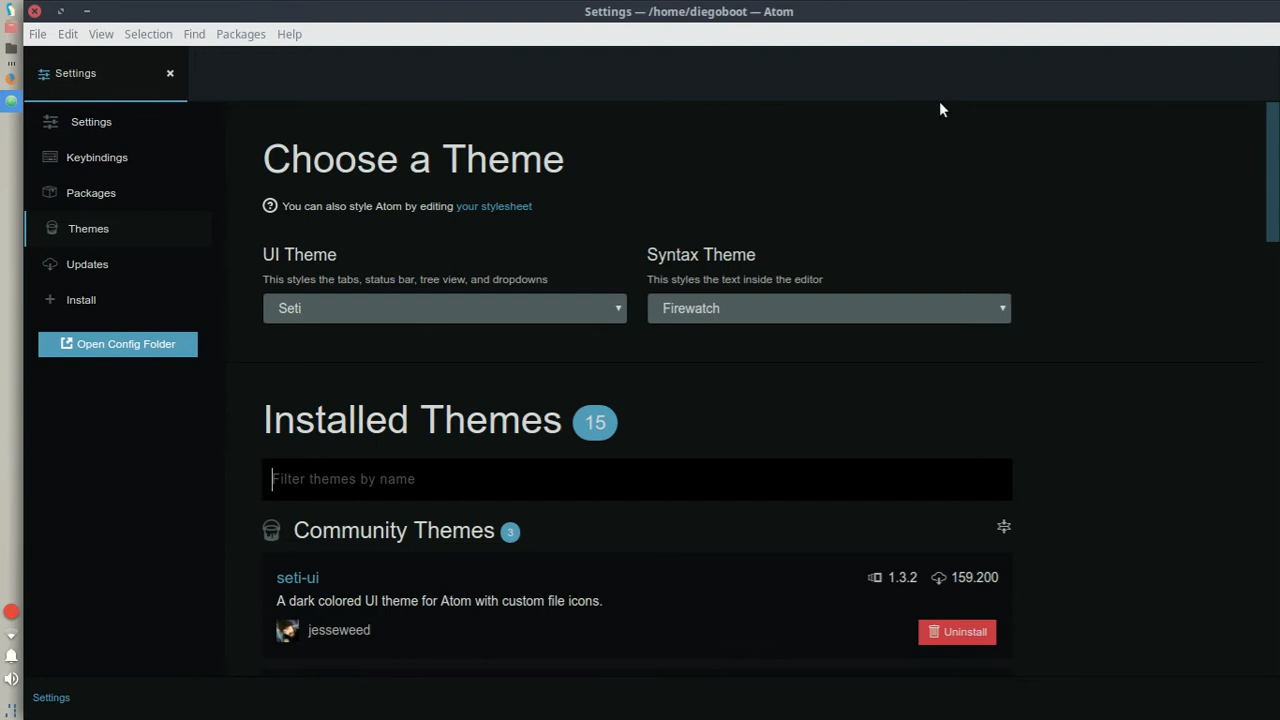 Settings — /home/diegoboot — Atom
File Edit View Selection Find Packages Help
Settings
Settings
Keybindings
Packages
Themes
Updates
Install
Open Config Folder
Choose a Theme
You can also style Atom by editing your stylesheet
UI Theme
This styles the tabs, status bar, tree view, and dropdowns
Seti
Syntax Theme
This styles the text inside the editor
Firewatch
Installed Themes 15
Filter themes by name
Community Themes 3
seti-ui 1.3.2 159.200
A dark colored UI theme for Atom with custom file icons.
jesseweed
Uninstall
Settings